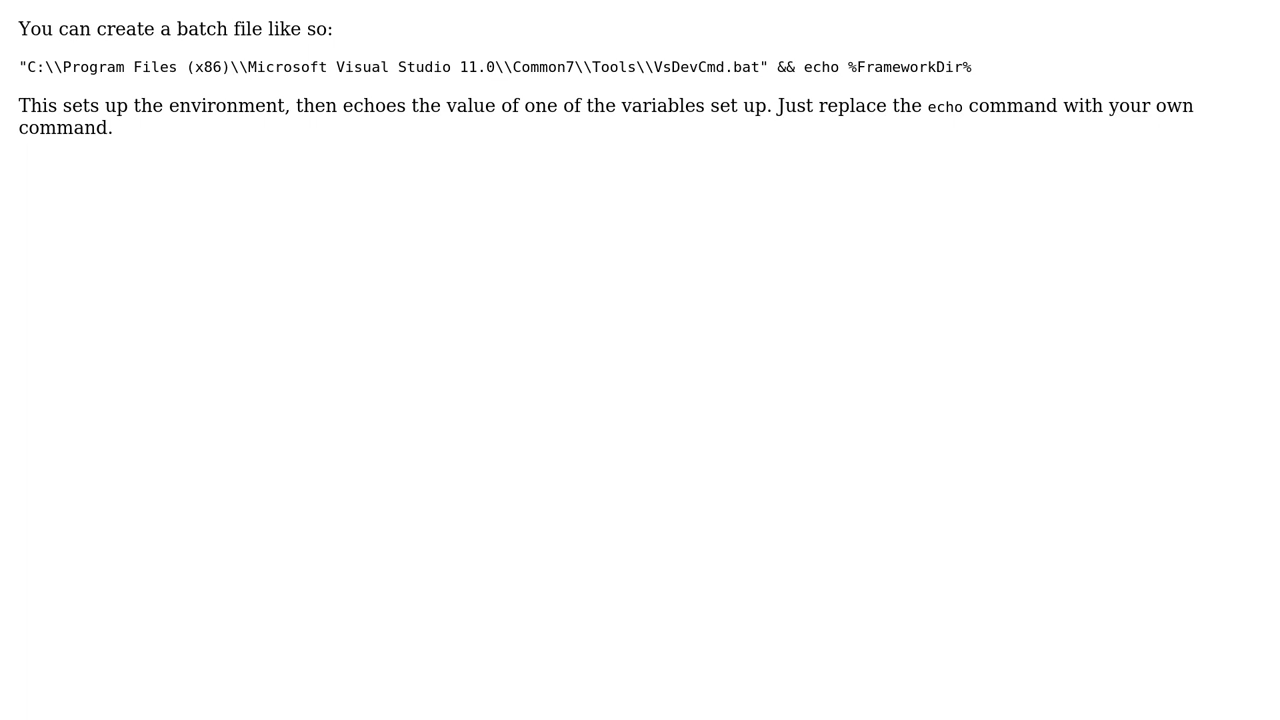 You can create a batch file like so:
"C:\\Program Files (x86)\\Microsoft Visual Studio 11.0\\Common7\\Tools\\VsDevCmd.bat" && echo %FrameworkDir%
This sets up the environment, then echoes the value of one of the variables set up. Just replace the echo command with your own
command.